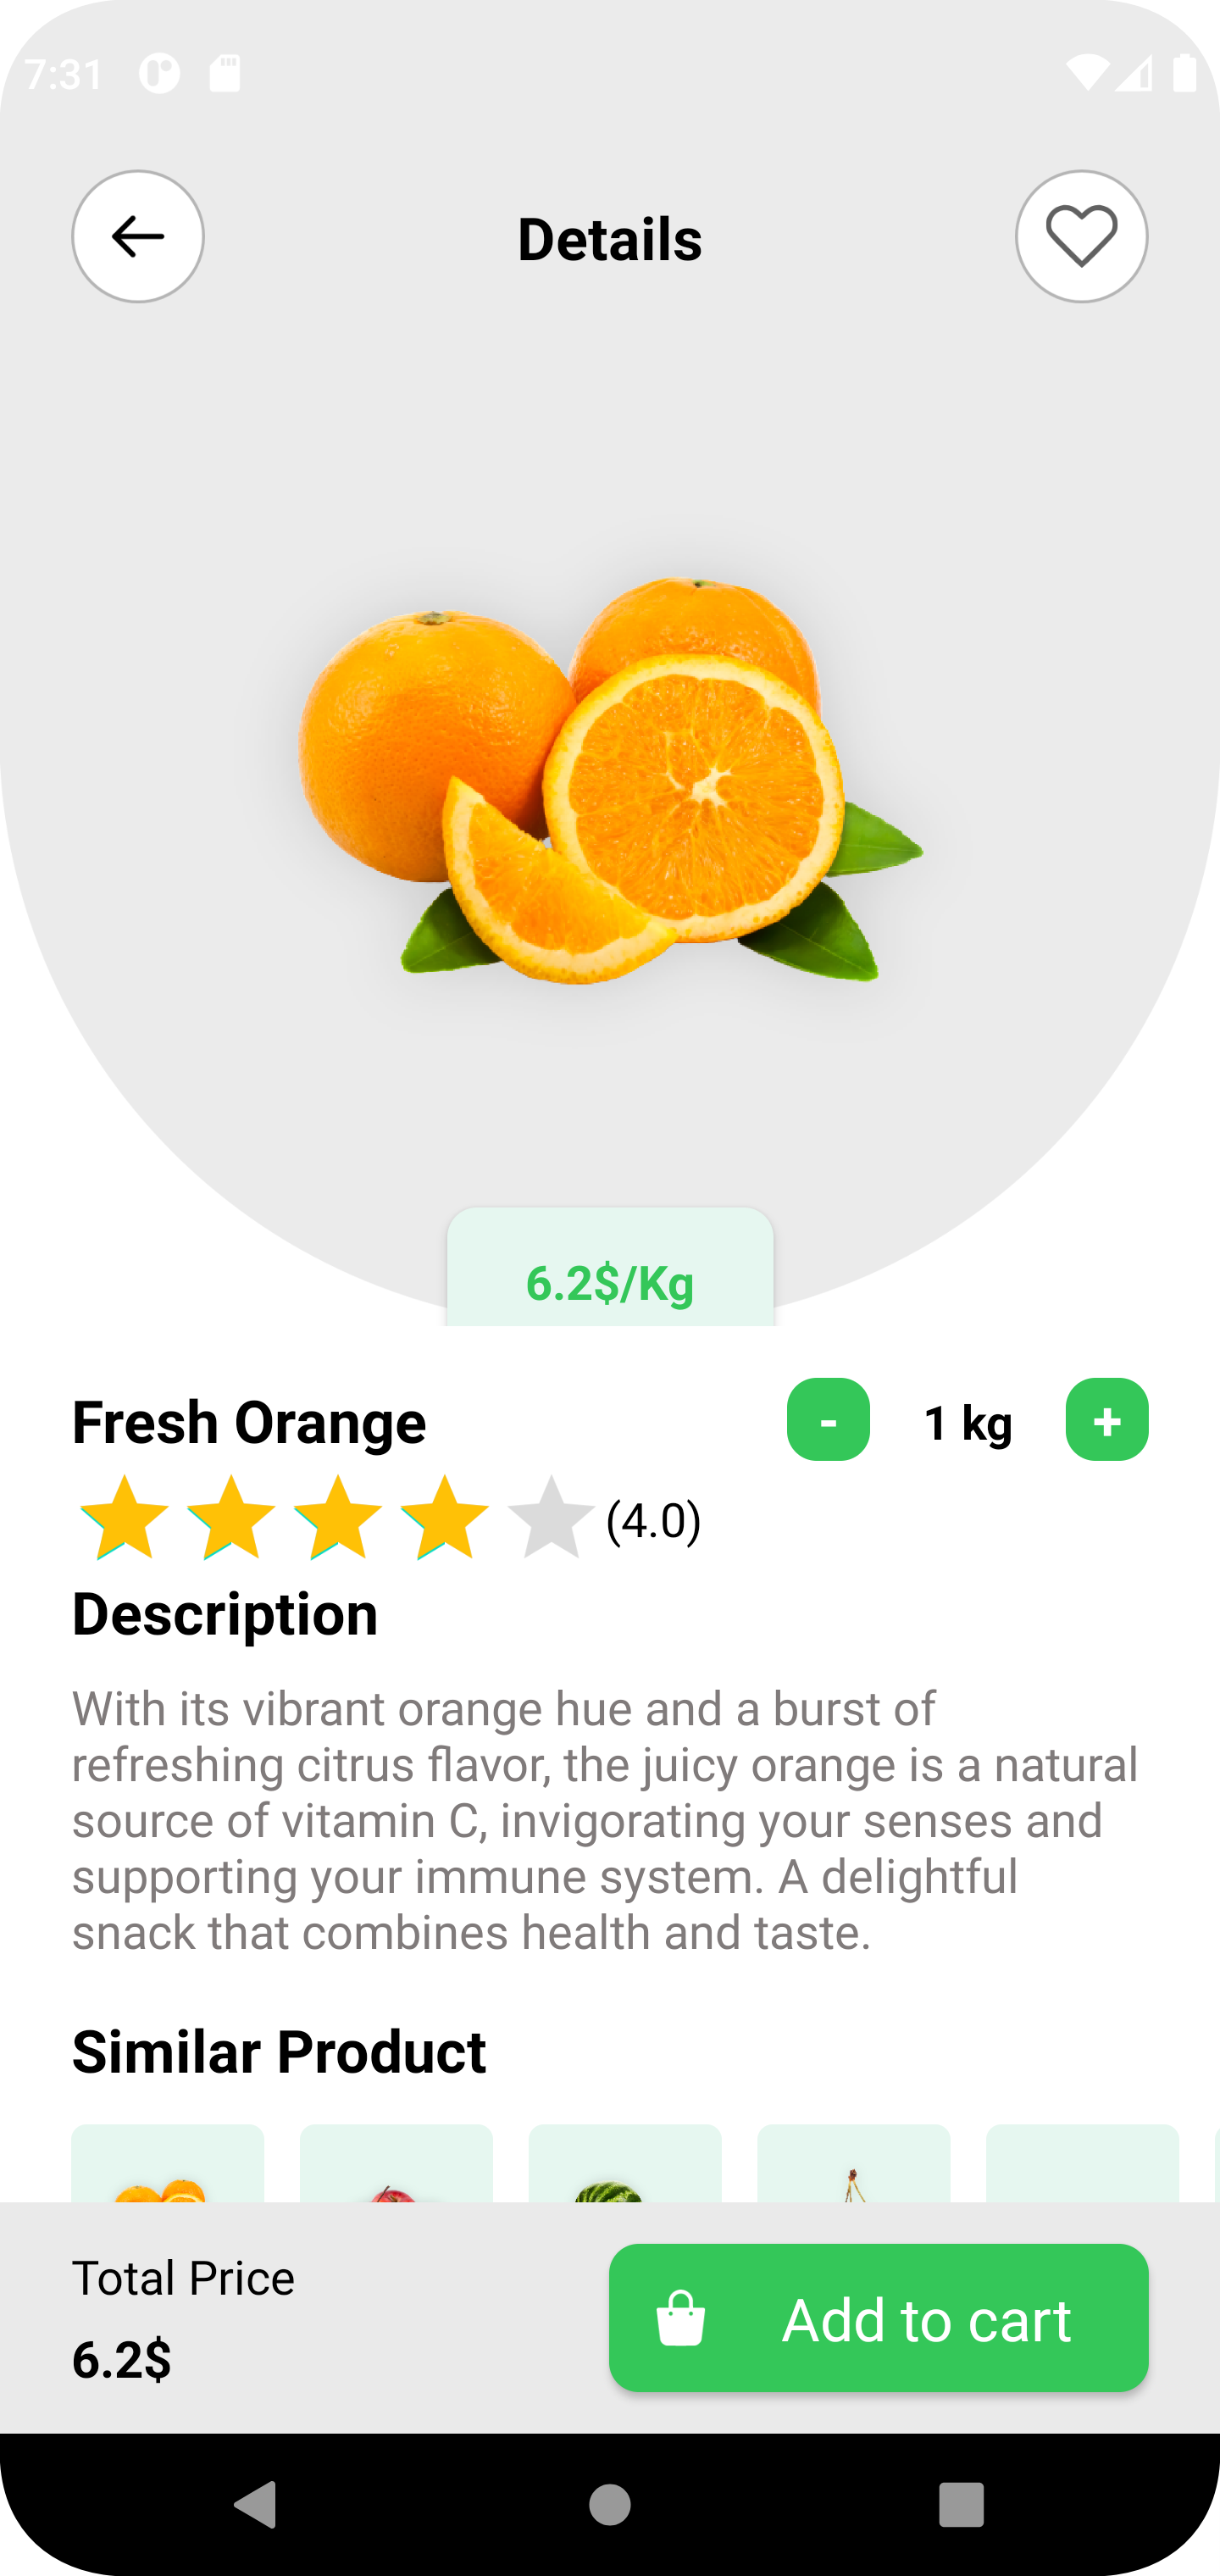 7:31
Details
6.2$/Kg
Fresh Orange
- 1 kg +
(4.0)
Description
With its vibrant orange hue and a burst of
refreshing citrus flavor, the juicy orange is a natural
source of vitamin C, invigorating your senses and
supporting your immune system. A delightful
snack that combines health and taste.
Similar Product
Total Price
6.2$
Add to cart